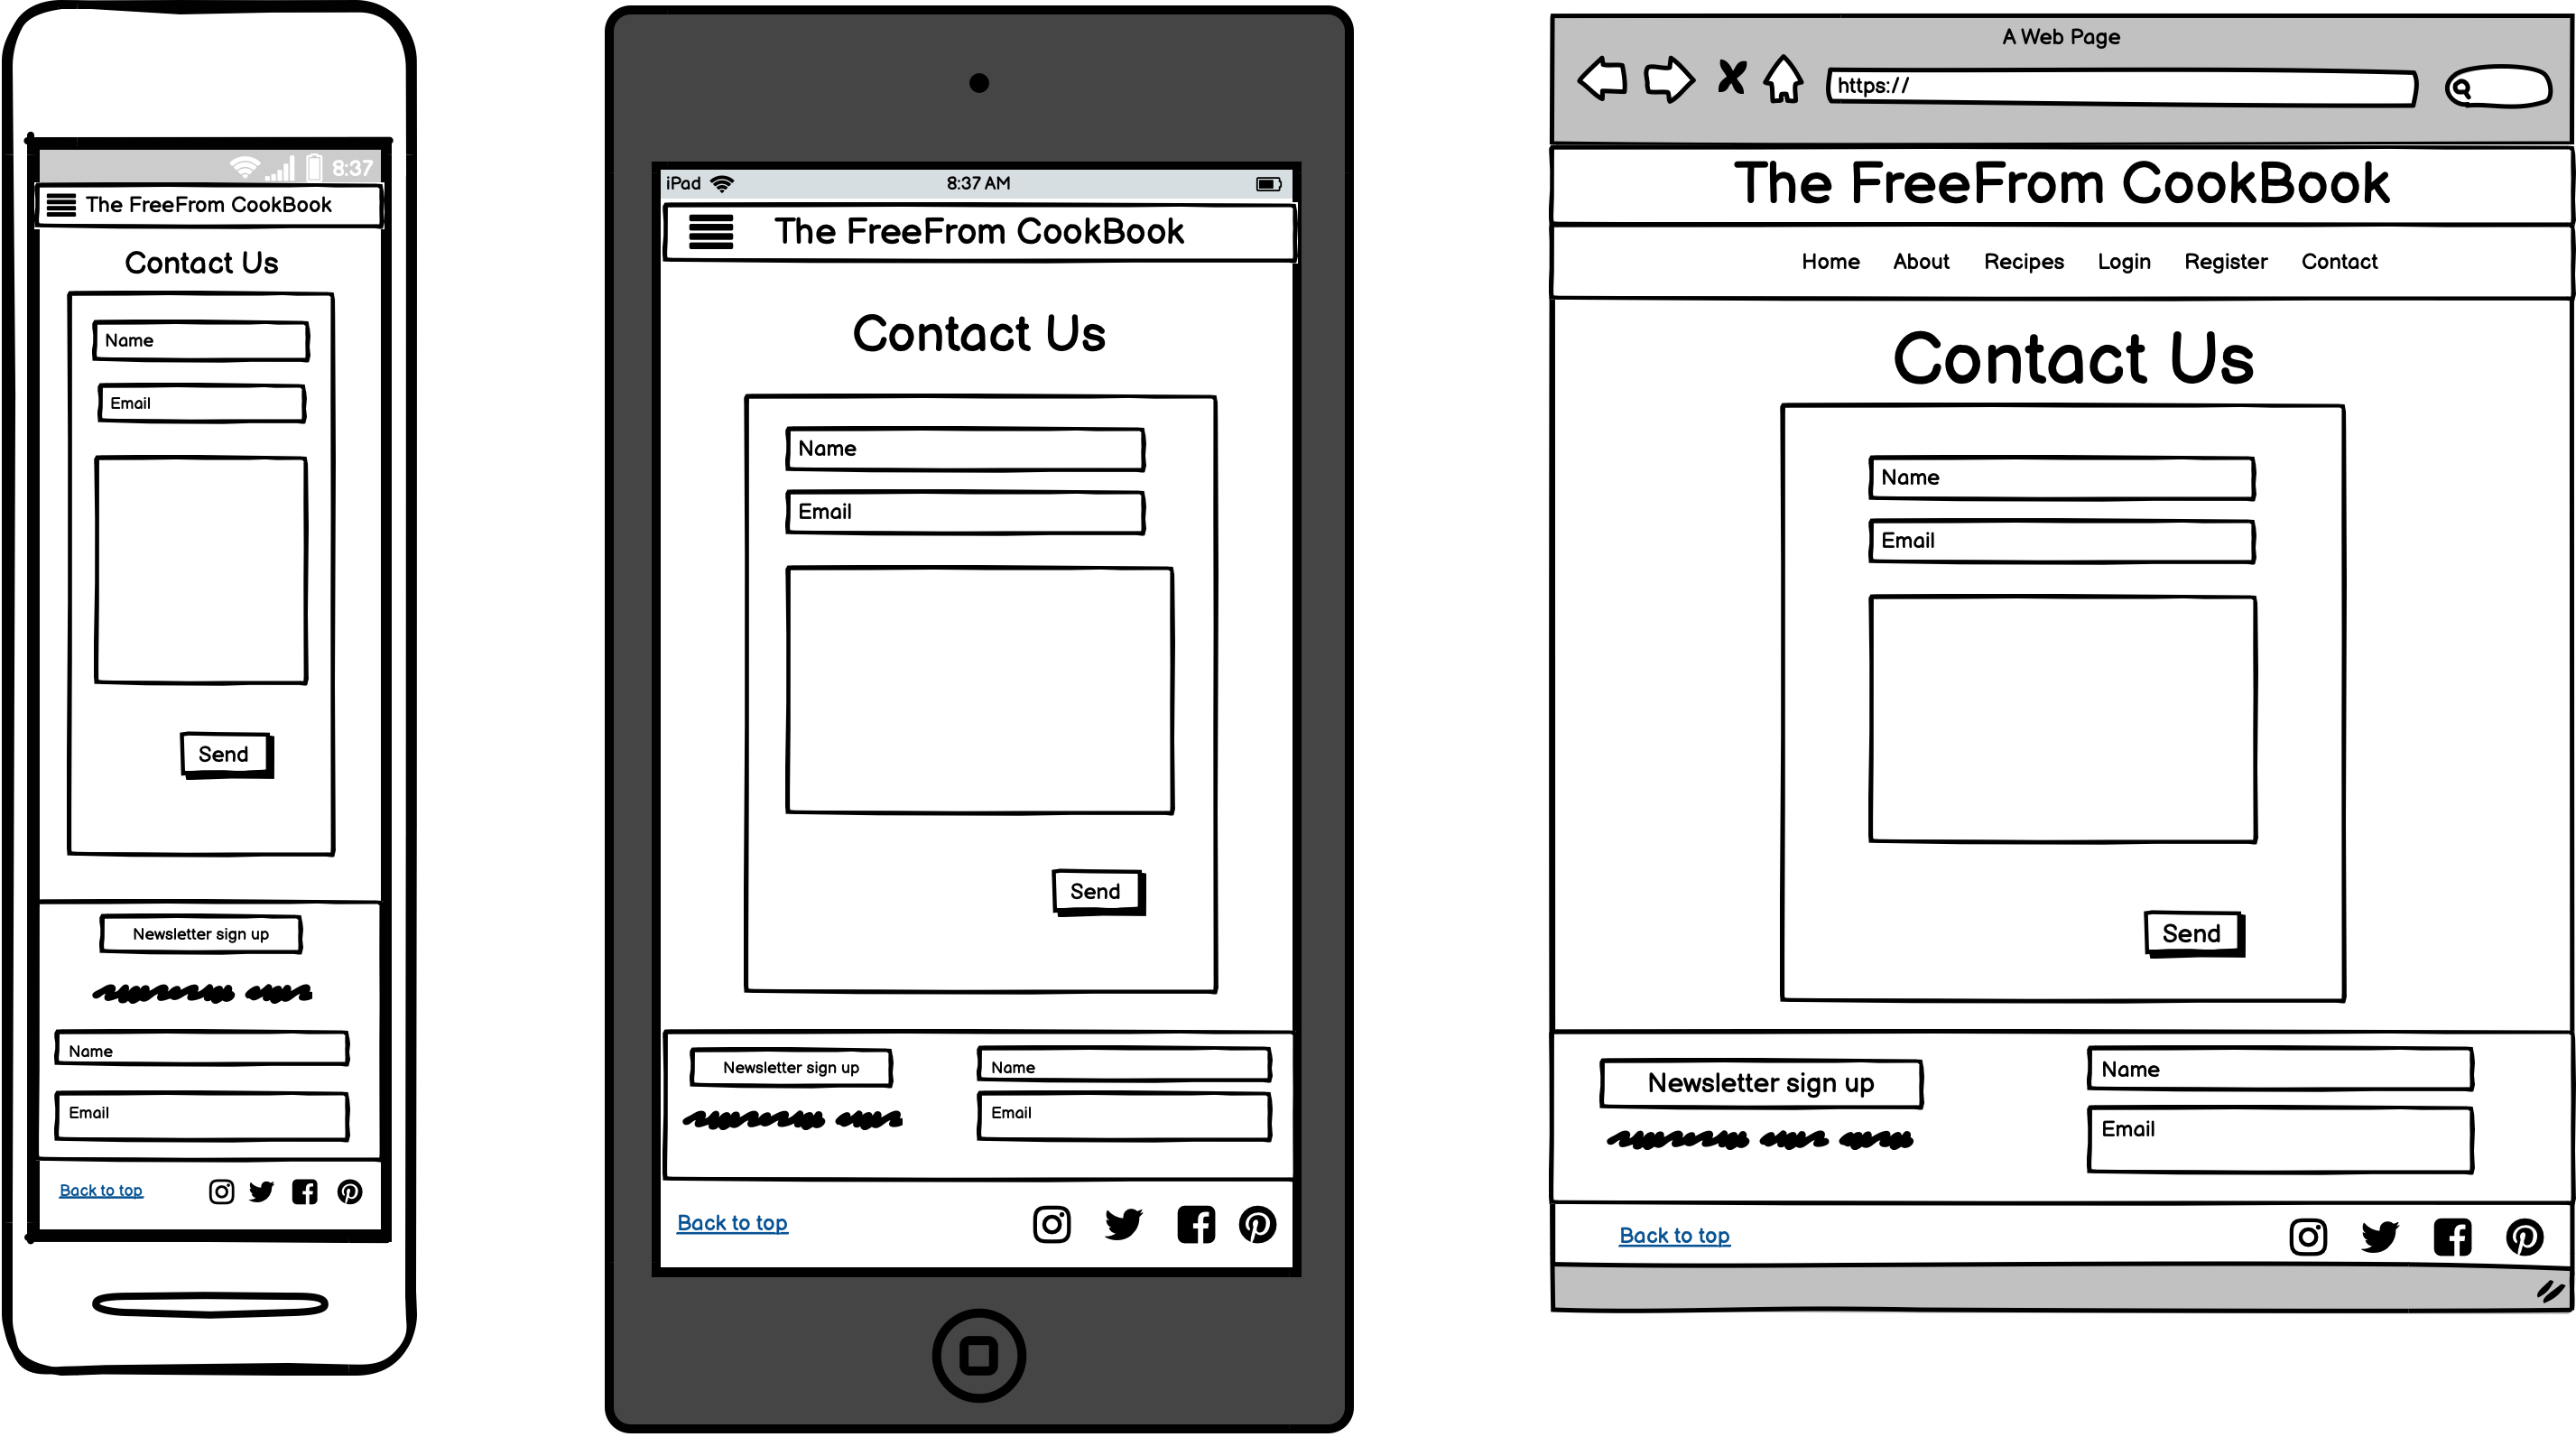 8:37
The FreeFrom CookBook
Contact Us
Name
Email
Send
Newsletter sign up
Name
Email
Back to top
iPad 8:37 AM
The FreeFrom CookBook
Contact Us
Name
Email
Send
Newsletter sign up
Name
Email
Back to top
A Web Page
https://
The FreeFrom CookBook
Home About Recipes Login Register Contact
Contact Us
Name
Email
Send
Newsletter sign up
Name
Email
Back to top